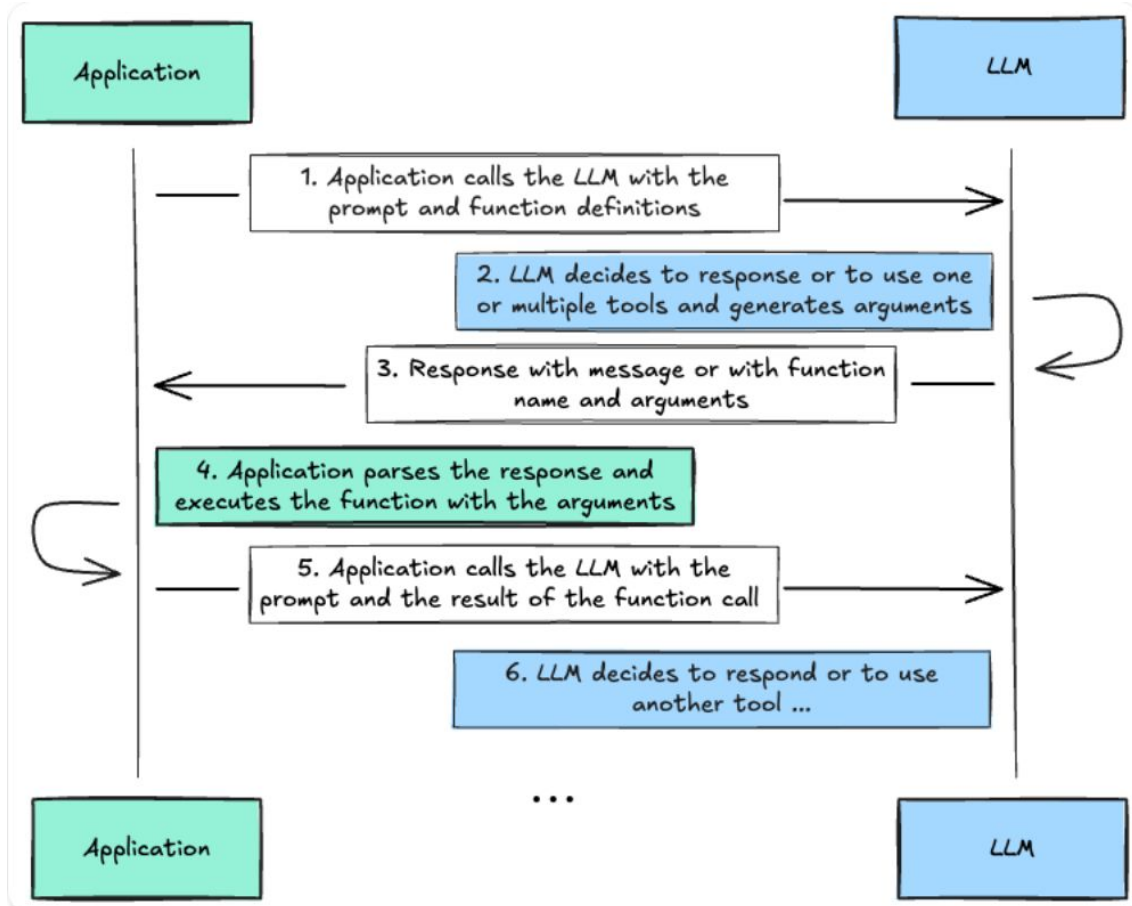 Application
LLM
1. Application calls the LLM with the
prompt and function definitions
2. LLM decides to response or to use one
or multiple tools and generates arguments
3. Response with message or with function
name and arguments
4. Application parses the response and
executes the function with the arguments
5. Application calls the LLM with the
prompt and the result of the function call
6. LLM decides to respond or to use
another tool ...
...
Application
LLM